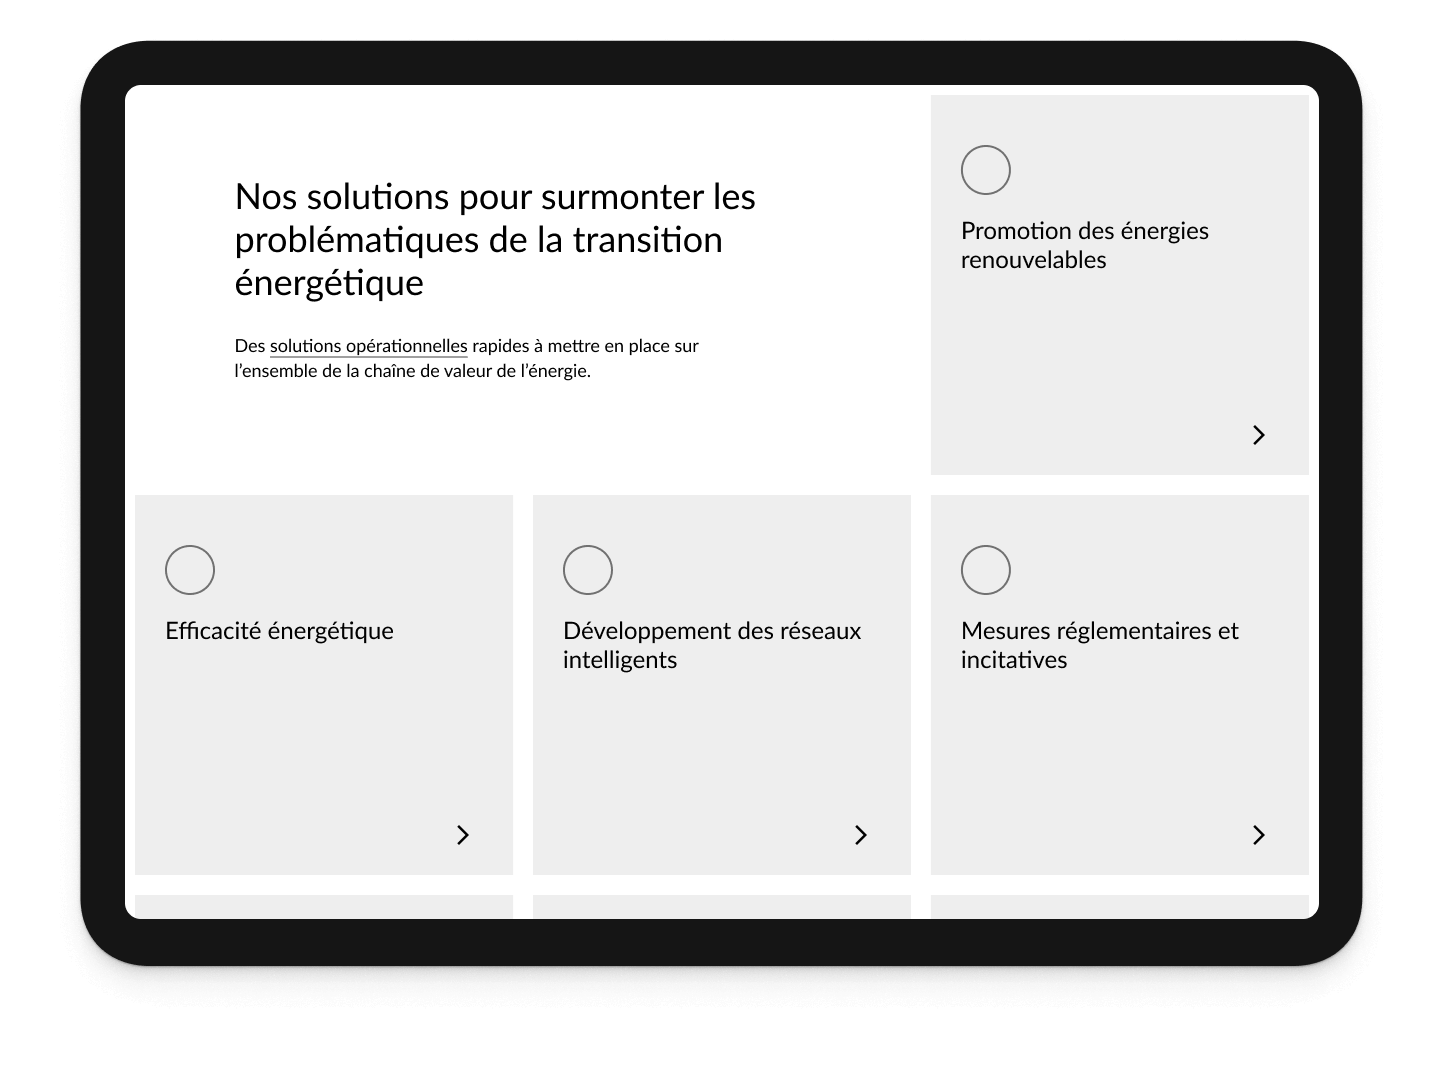 Nos solutions pour surmonter les
problématiques de la transition
énergétique
Des solutions opérationnelles rapides à mettre en place sur
l’ensemble de la chaîne de valeur de l’énergie.
Promotion des énergies
renouvelables
Efficacité énergétique
Développement des réseaux
intelligents
Mesures réglementaires et
incitatives